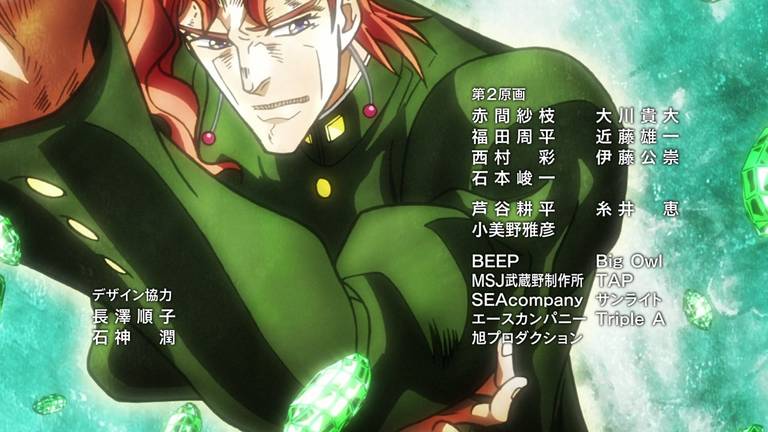 第2原画
赤間紗枝 大川貴大
福田周平 近藤雄一
西村 彩 伊藤公崇
石本峻一
芦谷耕平 糸井 恵
小美野雅彦
BEEP Big Owl
MSJ武蔵野制作所 TAP
SEAcompany サンライト
エースカンパニー Triple A
旭プロダクション
デザイン協力
長澤順子
石神 潤